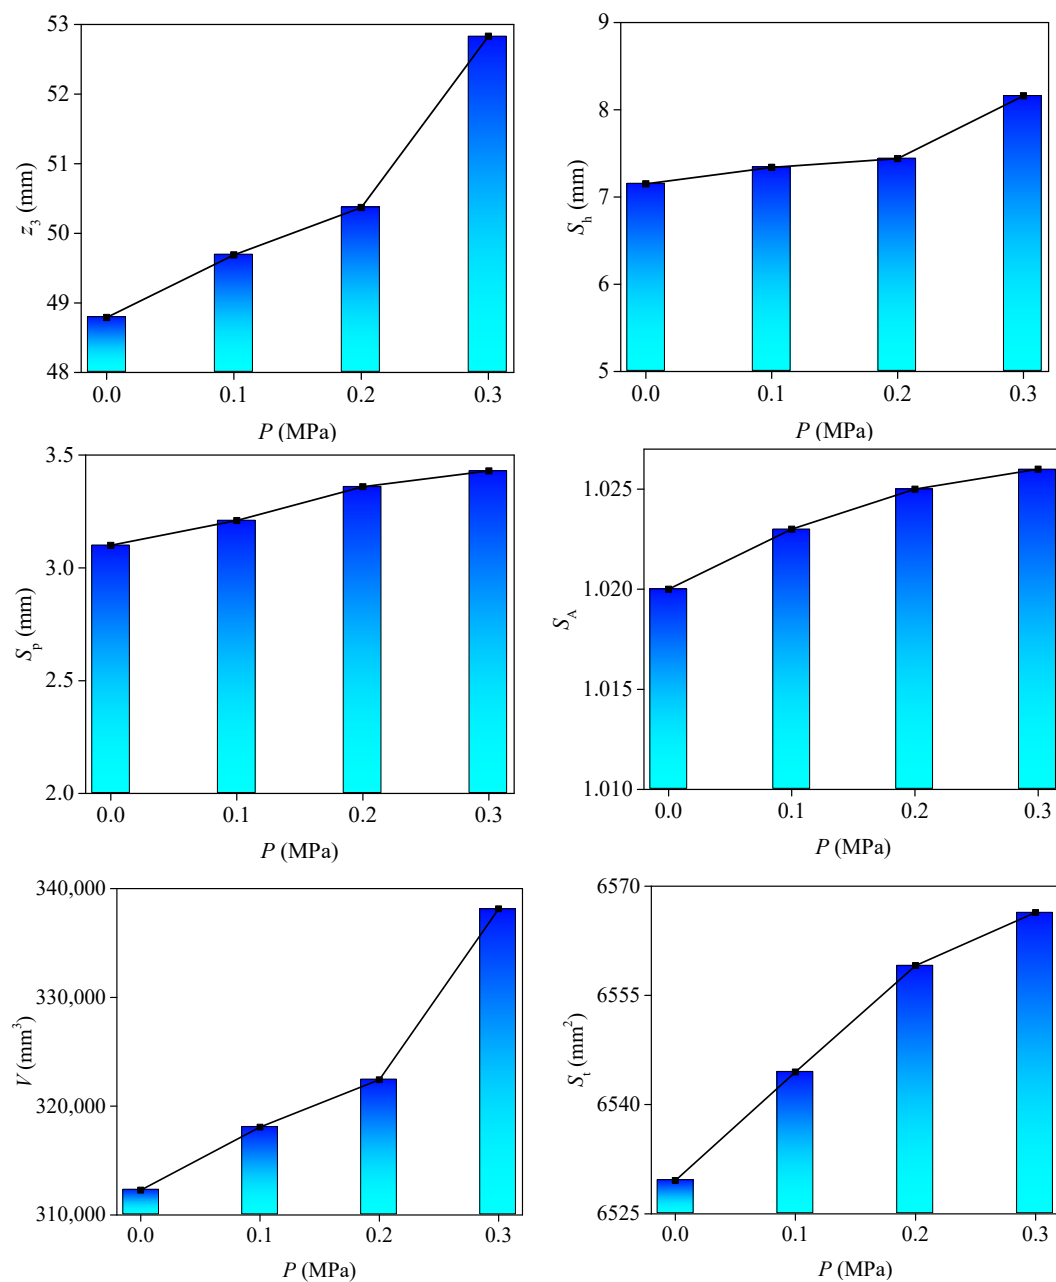 53
52
51
50
49
48
z₃ (mm)
0.0 0.1 0.2 0.3
P (MPa)
9
8
7
6
5
Sₕ (mm)
0.0 0.1 0.2 0.3
P (MPa)
3.5
3.0
2.5
2.0
Sₚ (mm)
0.0 0.1 0.2 0.3
P (MPa)
1.025
1.020
1.015
1.010
S_A
0.0 0.1 0.2 0.3
P (MPa)
340,000
330,000
320,000
310,000
V (mm³)
0.0 0.1 0.2 0.3
P (MPa)
6570
6555
6540
6525
Sₜ (mm²)
0.0 0.1 0.2 0.3
P (MPa)